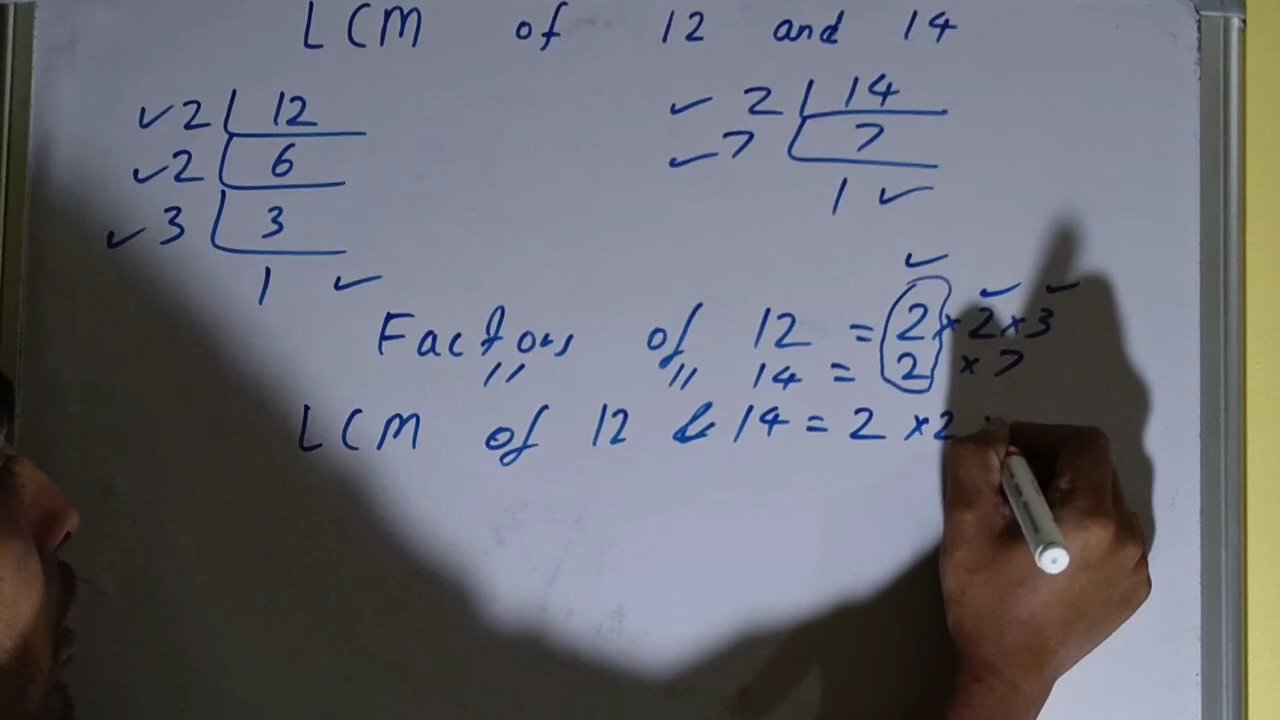 LCM of 12 and 14
✓2 | 12
✓2 | 6
✓3 | 3
1 ✓
✓ 2 | 14
✓ 7 | 7
1 ✓
Factors of 12 = 2 × 2 × 3
〃 〃 14 = 2 × 7
LCM of 12 & 14 = 2 × 2